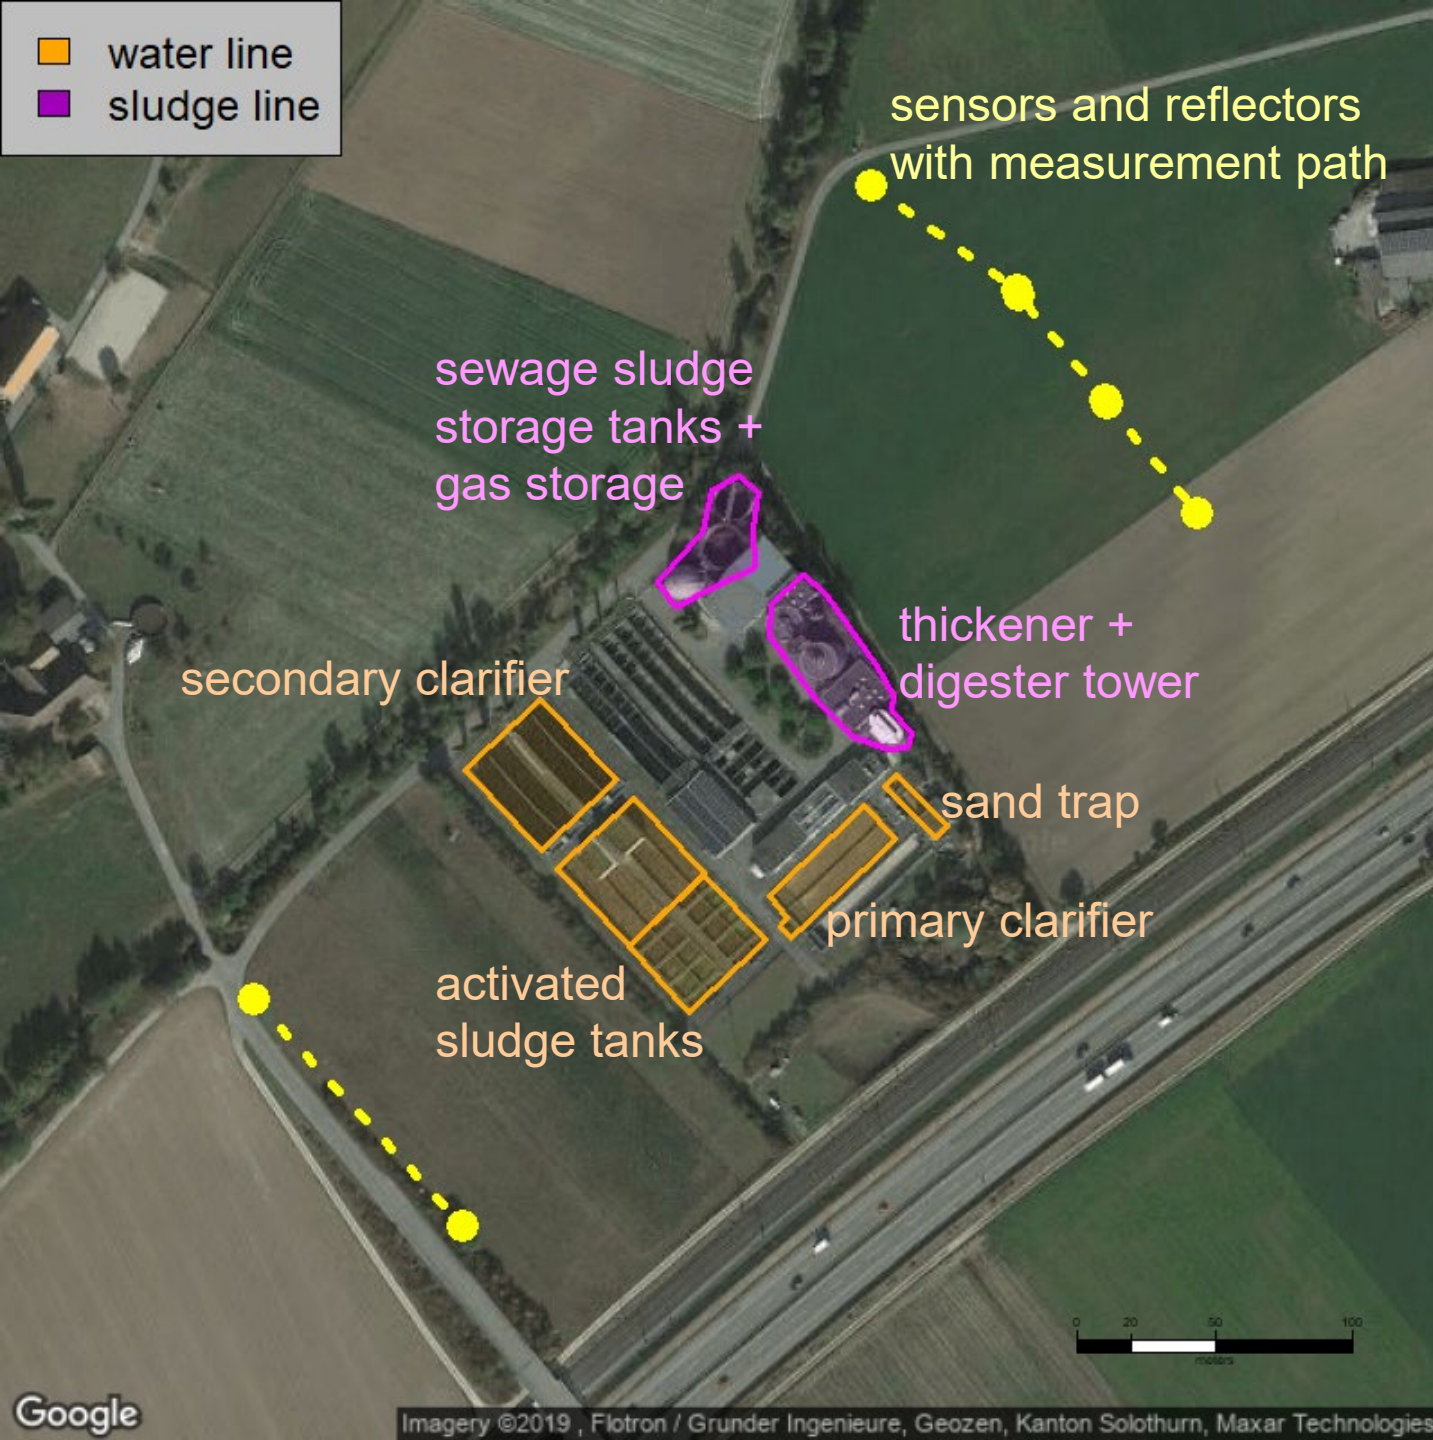 water line
sludge line
sensors and reflectors
with measurement path
sewage sludge
storage tanks +
gas storage
thickener +
digester tower
secondary clarifier
sand trap
primary clarifier
activated
sludge tanks
0 20 50 100
meters
Google
Imagery ©2019 , Flotron / Grunder Ingenieure, Geozen, Kanton Solothurn, Maxar Technologies